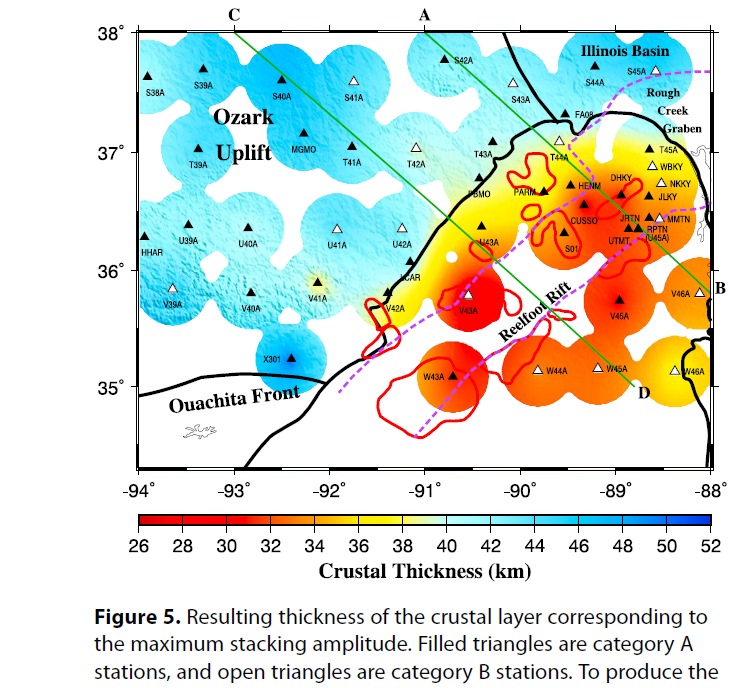 C A
38°
Illinois Basin
S42A
S38A S39A S40A S41A S43A S44A S45A
Rough
Creek
Graben
Ozark
Uplift
FA08
37°
T39A MGMO T41A T42A T43A T44A T45A
WBKY
NKKY
JLKY
DHKY
HENM
PARM
PBMO
CUSSO
JRTN MMTN
RPTN
UTMT (U45A)
S01
HHAR U39A U40A U41A U42A U43A
36°
LCAR
V39A V40A V41A V42A V43A V45A V46A B
Reelfoot Rift
X301
35°
W43A W44A W45A W46A
D
Ouachita Front
-94 -93 -92 -91 -90 -89 -88
26 28 30 32 34 36 38 40 42 44 46 48 50 52
Crustal Thickness (km)
Figure 5. Resulting thickness of the crustal layer corresponding to
the maximum stacking amplitude. Filled triangles are category A
stations, and open triangles are category B stations. To produce the